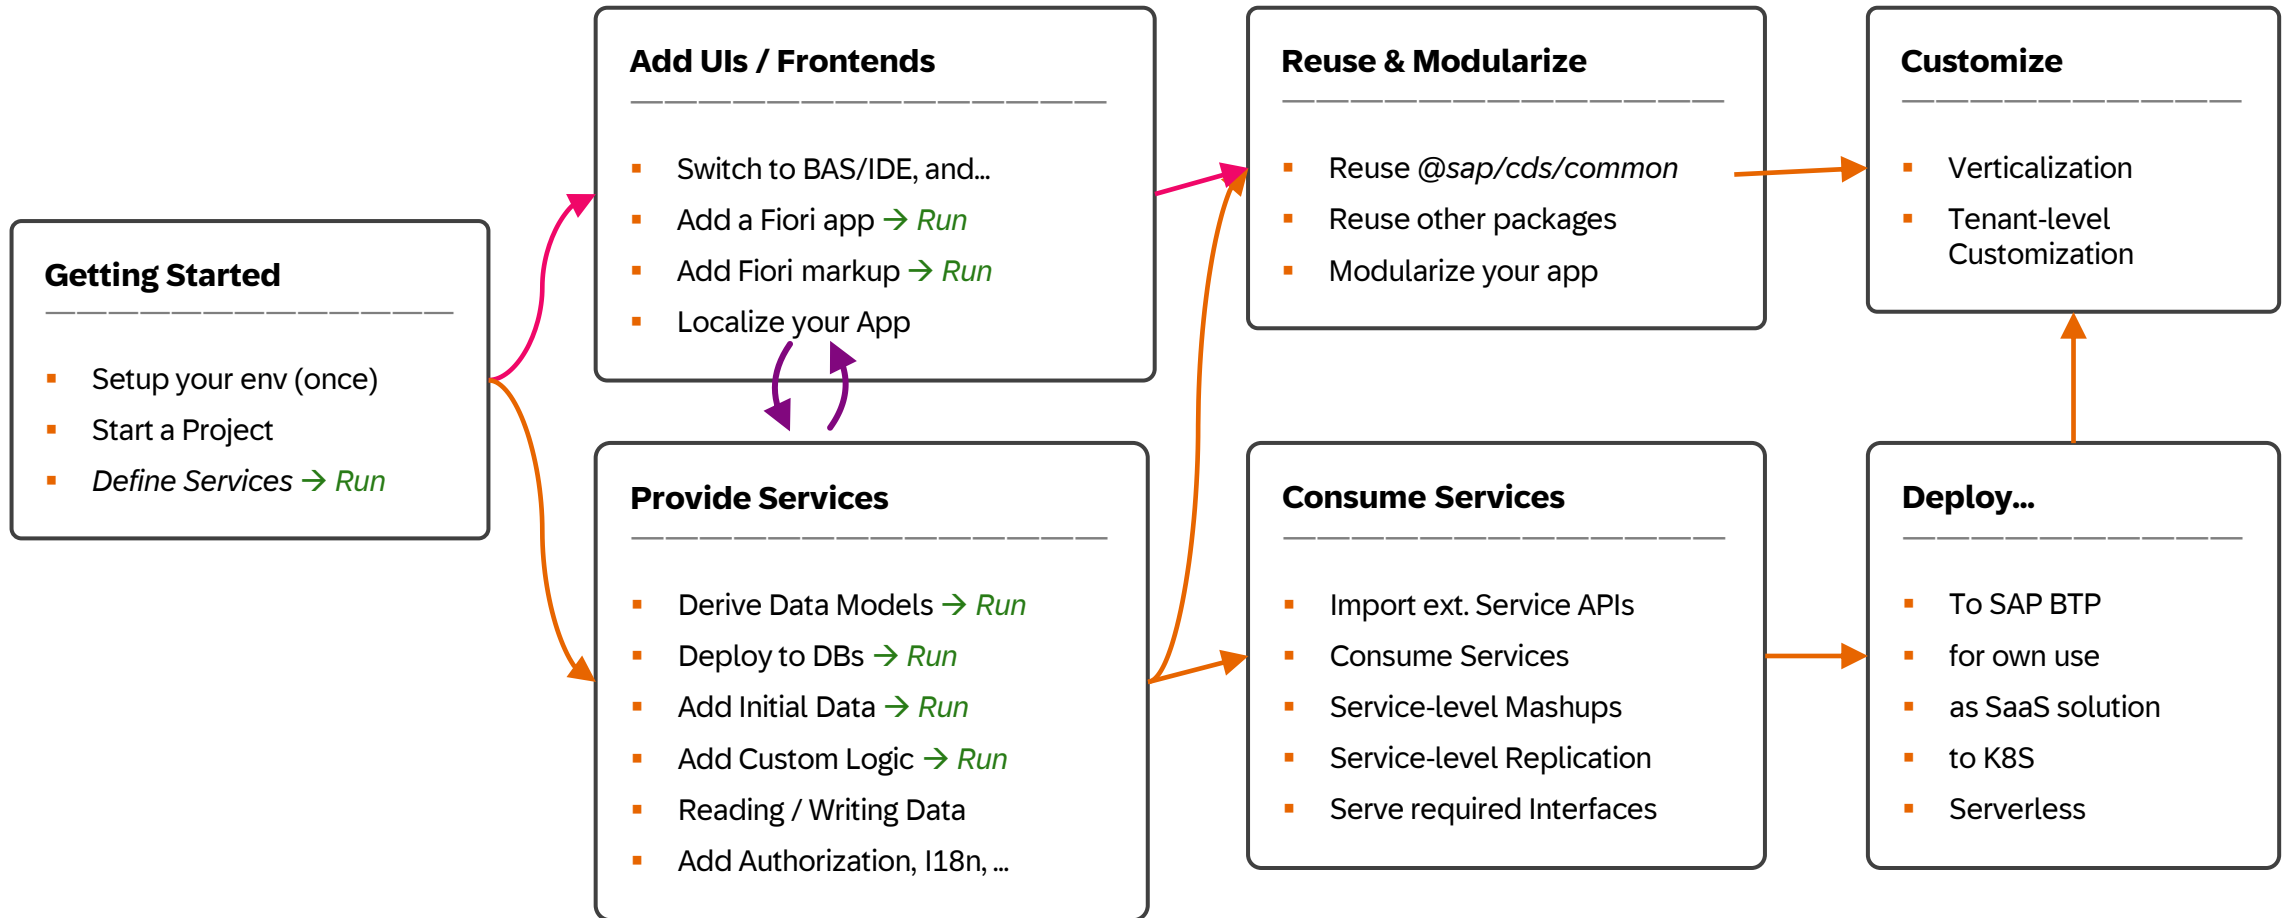 Getting Started
Setup your env (once)
Start a Project
Define Services → Run
Add UIs / Frontends
Switch to BAS/IDE, and...
Add a Fiori app → Run
Add Fiori markup → Run
Localize your App
Provide Services
Derive Data Models → Run
Deploy to DBs → Run
Add Initial Data → Run
Add Custom Logic → Run
Reading / Writing Data
Add Authorization, I18n, ...
Reuse & Modularize
Reuse @sap/cds/common
Reuse other packages
Modularize your app
Consume Services
Import ext. Service APIs
Consume Services
Service-level Mashups
Service-level Replication
Serve required Interfaces
Customize
Verticalization
Tenant-level
Customization
Deploy...
To SAP BTP
for own use
as SaaS solution
to K8S
Serverless